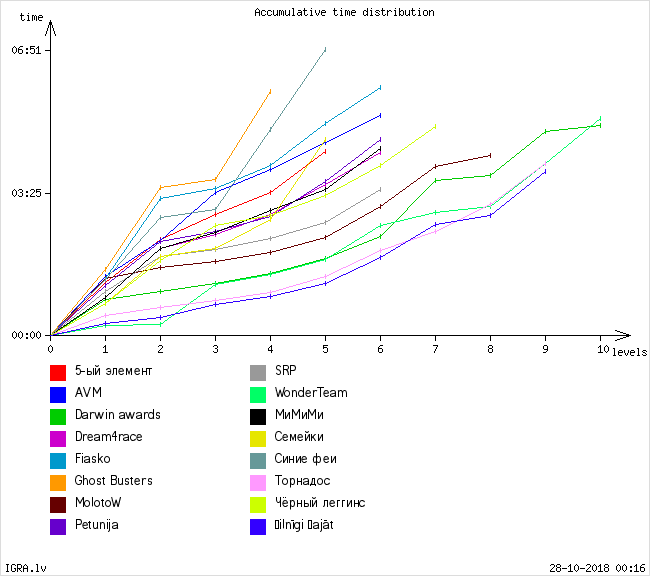 Accumulative time distribution
time
06:51
03:25
00:00
0 1 2 3 4 5 6 7 8 9 10
levels
5-ый элемент
AVM
Darwin awards
Dream4race
Fiasko
Ghost Busters
MolotoW
Petunija
SRP
WonderTeam
МиМиМи
Семейки
Синие феи
Торнадос
Чёрный леггинс
▯ilnīgi ▯ajāt
IGRA.lv
28-10-2018 00:16